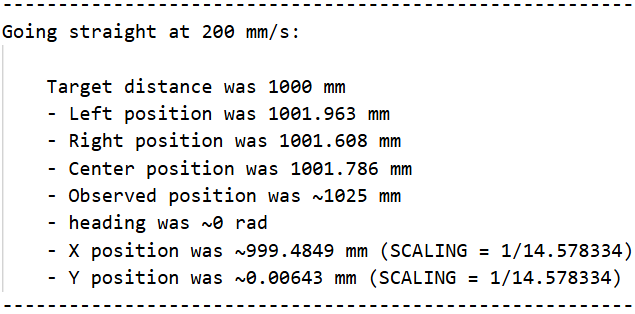 ---------------------------------------------------------
Going straight at 200 mm/s:
Target distance was 1000 mm
- Left position was 1001.963 mm
- Right position was 1001.608 mm
- Center position was 1001.786 mm
- Observed position was ~1025 mm
- heading was ~0 rad
- X position was ~999.4849 mm (SCALING = 1/14.578334)
- Y position was ~0.00643 mm (SCALING = 1/14.578334)
---------------------------------------------------------